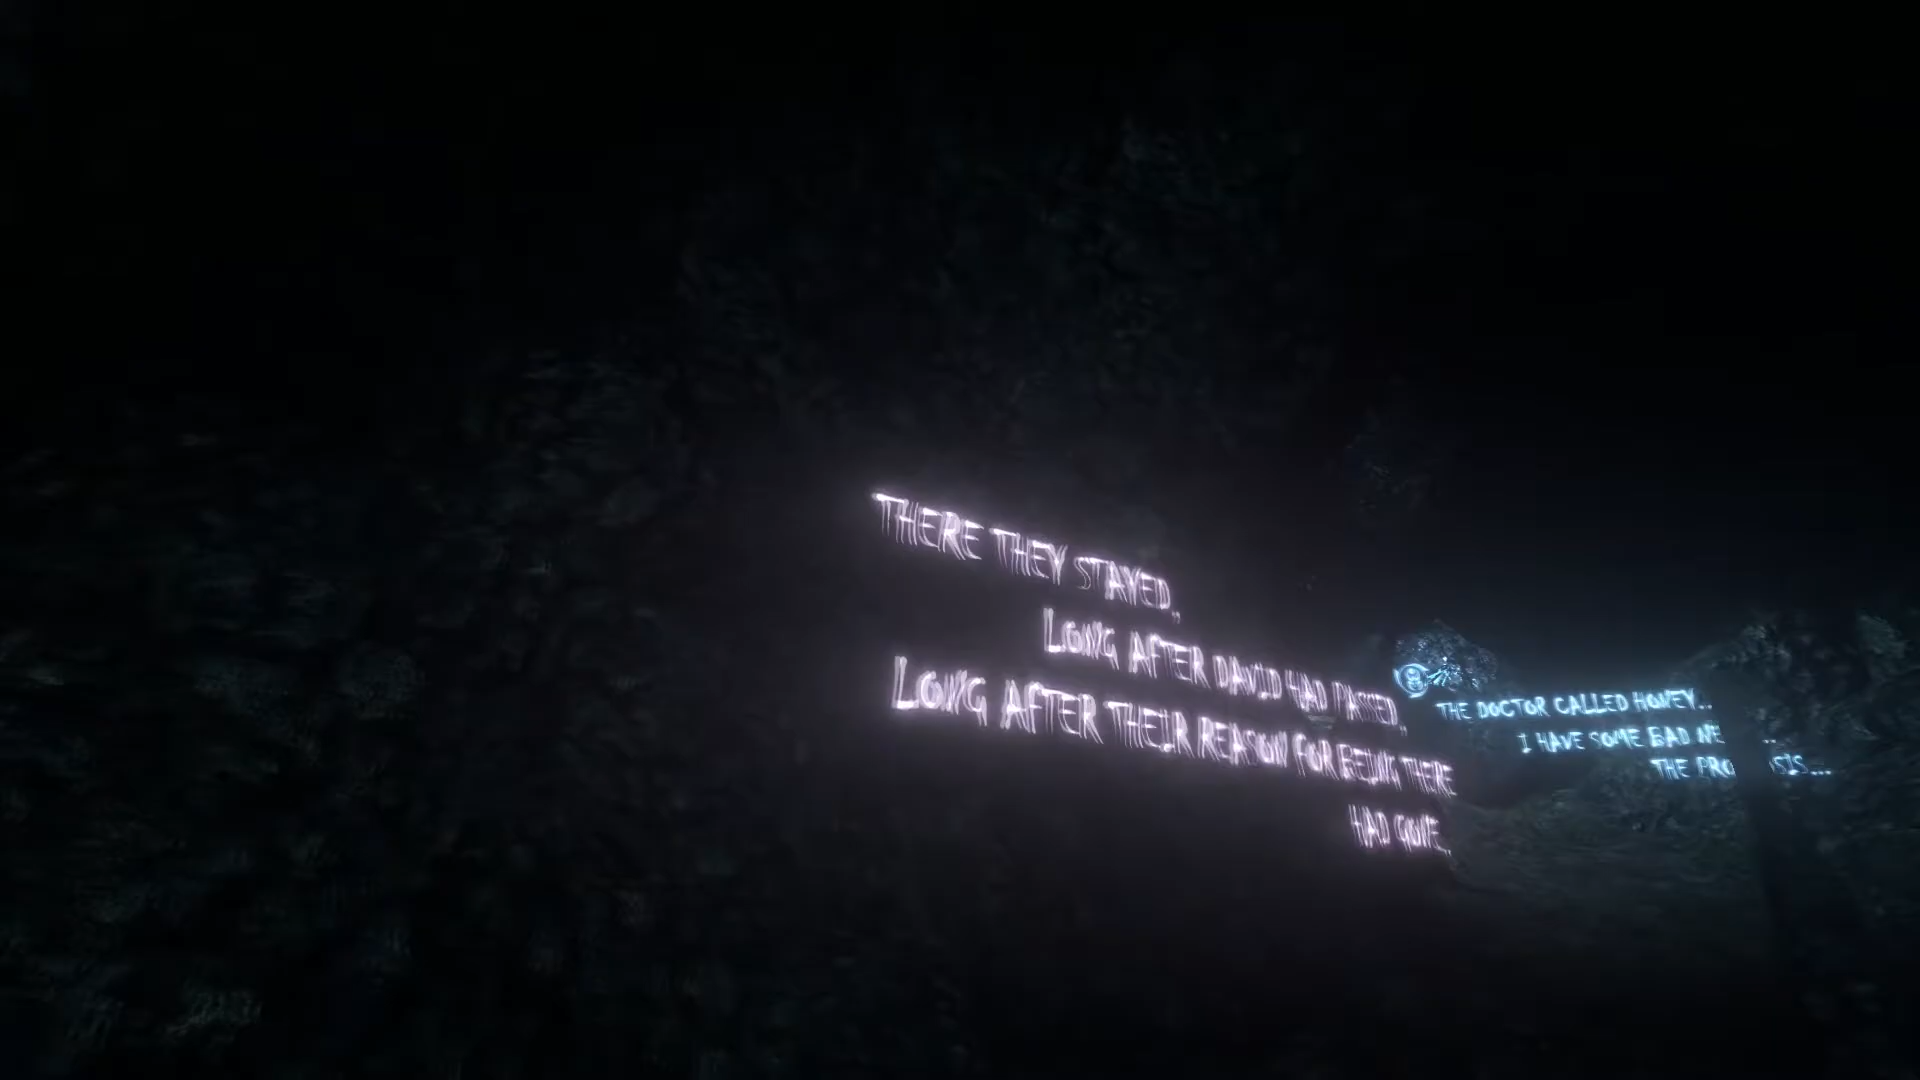 THERE THEY STAYED,
LONG AFTER DAVID HAD PASSED,
LONG AFTER THEIR REASON FOR BEING THERE
HAD GONE.
THE DOCTOR CALLED HONEY...
I HAVE SOME BAD
THE